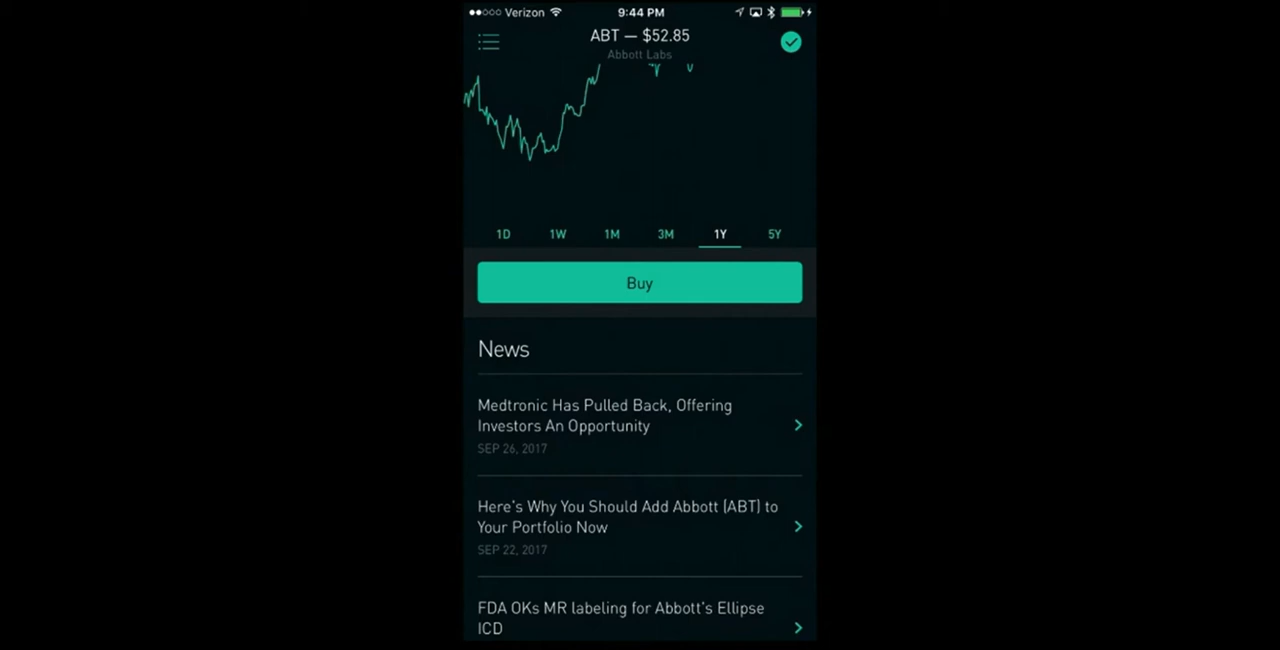 Verizon
9:44 PM
ABT — $52.85
Abbott Labs
1D 1W 1M 3M 1Y 5Y
Buy
News
Medtronic Has Pulled Back, Offering
Investors An Opportunity
SEP 26, 2017
Here's Why You Should Add Abbott (ABT) to
Your Portfolio Now
SEP 22, 2017
FDA OKs MR labeling for Abbott's Ellipse
ICD